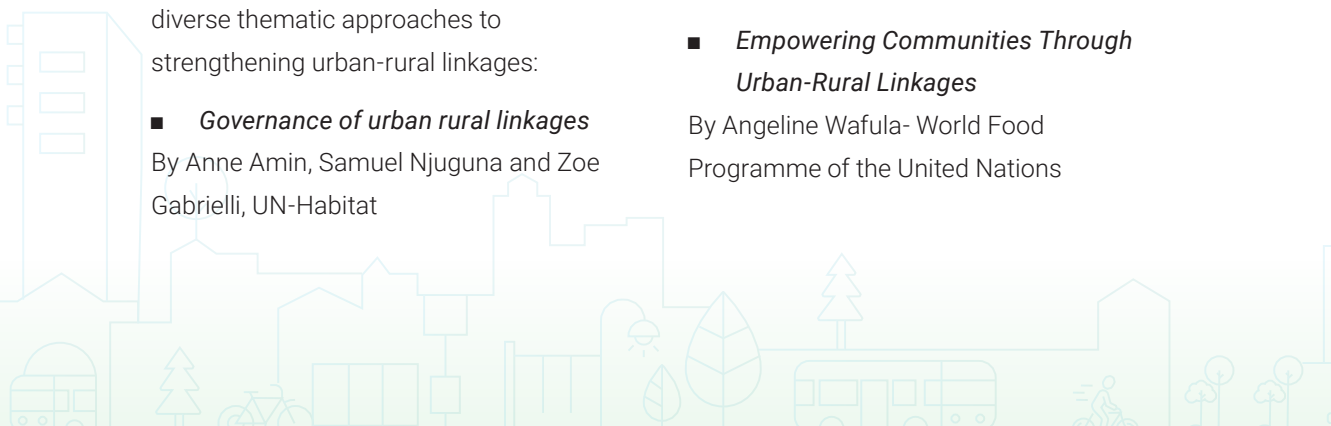 diverse thematic approaches to
strengthening urban-rural linkages:
■ Governance of urban rural linkages
By Anne Amin, Samuel Njuguna and Zoe
Gabrielli, UN-Habitat
■ Empowering Communities Through
Urban-Rural Linkages
By Angeline Wafula- World Food
Programme of the United Nations